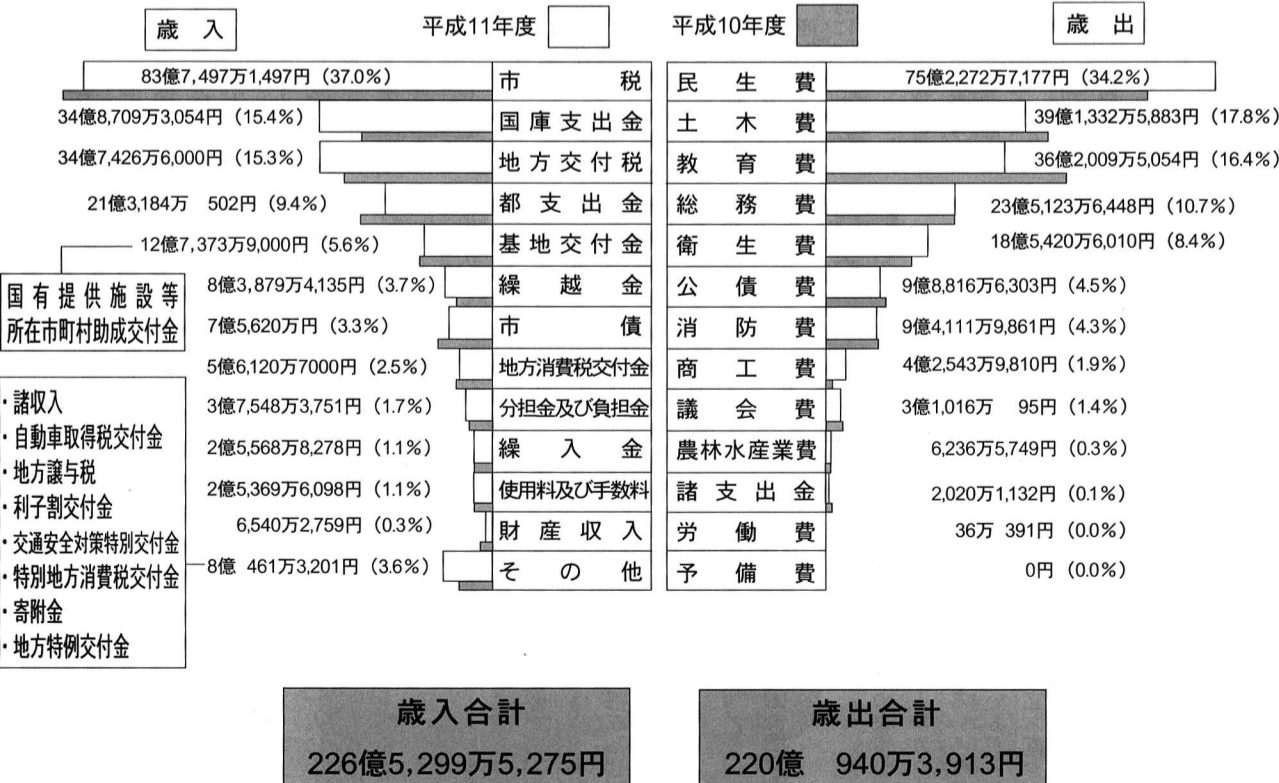 歳入
平成11年度
平成10年度
歳出
83億7,497万1,497円 (37.0%) 市税
34億8,709万3,054円 (15.4%) 国庫支出金
34億7,426万6,000円 (15.3%) 地方交付税
21億3,184万 502円 (9.4%) 都支出金
12億7,373万9,000円 (5.6%) 基地交付金
国有提供施設等
所在市町村助成交付金
8億3,879万4,135円 (3.7%) 繰越金
7億5,620万円 (3.3%) 市債
5億6,120万7000円 (2.5%) 地方消費税交付金
3億7,548万3,751円 (1.7%) 分担金及び負担金
2億5,568万8,278円 (1.1%) 繰入金
2億5,369万6,098円 (1.1%) 使用料及び手数料
6,540万2,759円 (0.3%) 財産収入
8億 461万3,201円 (3.6%) その他
・諸収入
・自動車取得税交付金
・地方譲与税
・利子割交付金
・交通安全対策特別交付金
・特別地方消費税交付金
・寄附金
・地方特例交付金
民生費 75億2,272万7,177円 (34.2%)
土木費 39億1,332万5,883円 (17.8%)
教育費 36億2,009万5,054円 (16.4%)
総務費 23億5,123万6,448円 (10.7%)
衛生費 18億5,420万6,010円 (8.4%)
公債費 9億8,816万6,303円 (4.5%)
消防費 9億4,111万9,861円 (4.3%)
商工費 4億2,543万9,810円 (1.9%)
議会費 3億1,016万 95円 (1.4%)
農林水産業費 6,236万5,749円 (0.3%)
諸支出金 2,020万1,132円 (0.1%)
労働費 36万 391円 (0.0%)
予備費 0円 (0.0%)
歳入合計
226億5,299万5,275円
歳出合計
220億 940万3,913円